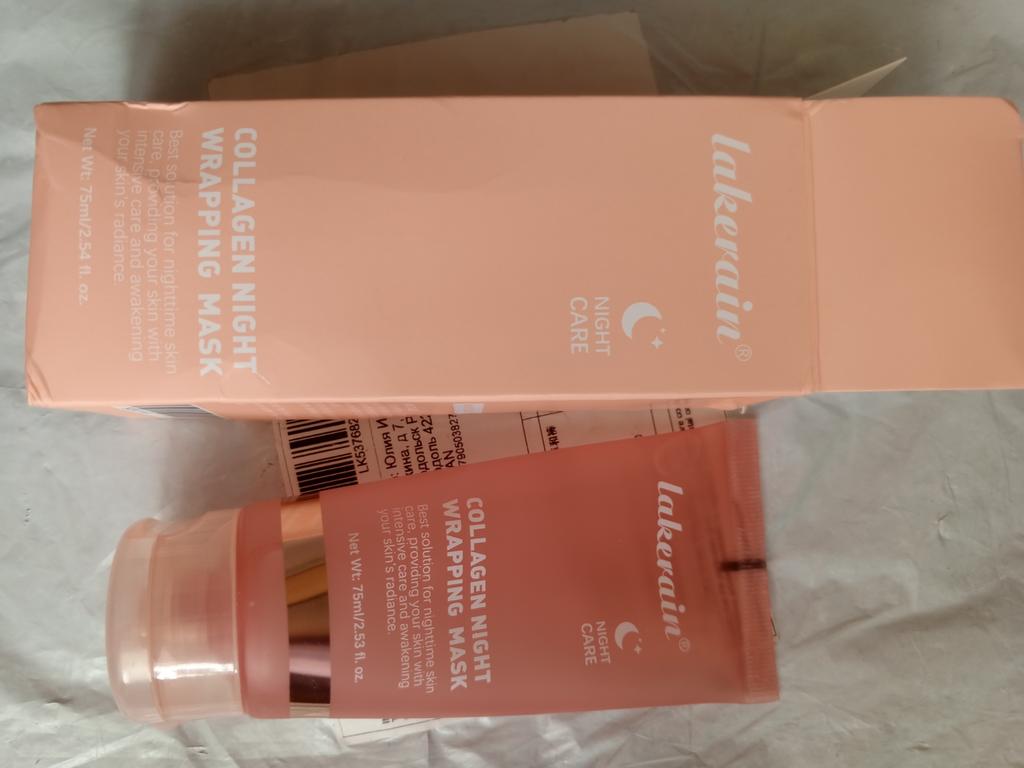 lakerain®
NIGHT
CARE
COLLAGEN NIGHT
WRAPPING MASK
Best solution for nighttime skin
care, providing your skin with
intensive care and awakening
your skin's radiance.
Net Wt: 75ml/2.54 fl. oz.
lakerain®
NIGHT
CARE
COLLAGEN NIGHT
WRAPPING MASK
Best solution for nighttime skin
care, providing your skin with
intensive care and awakening
your skin's radiance.
Net Wt: 75ml/2.53 fl. oz.
LK537682
Юлия И